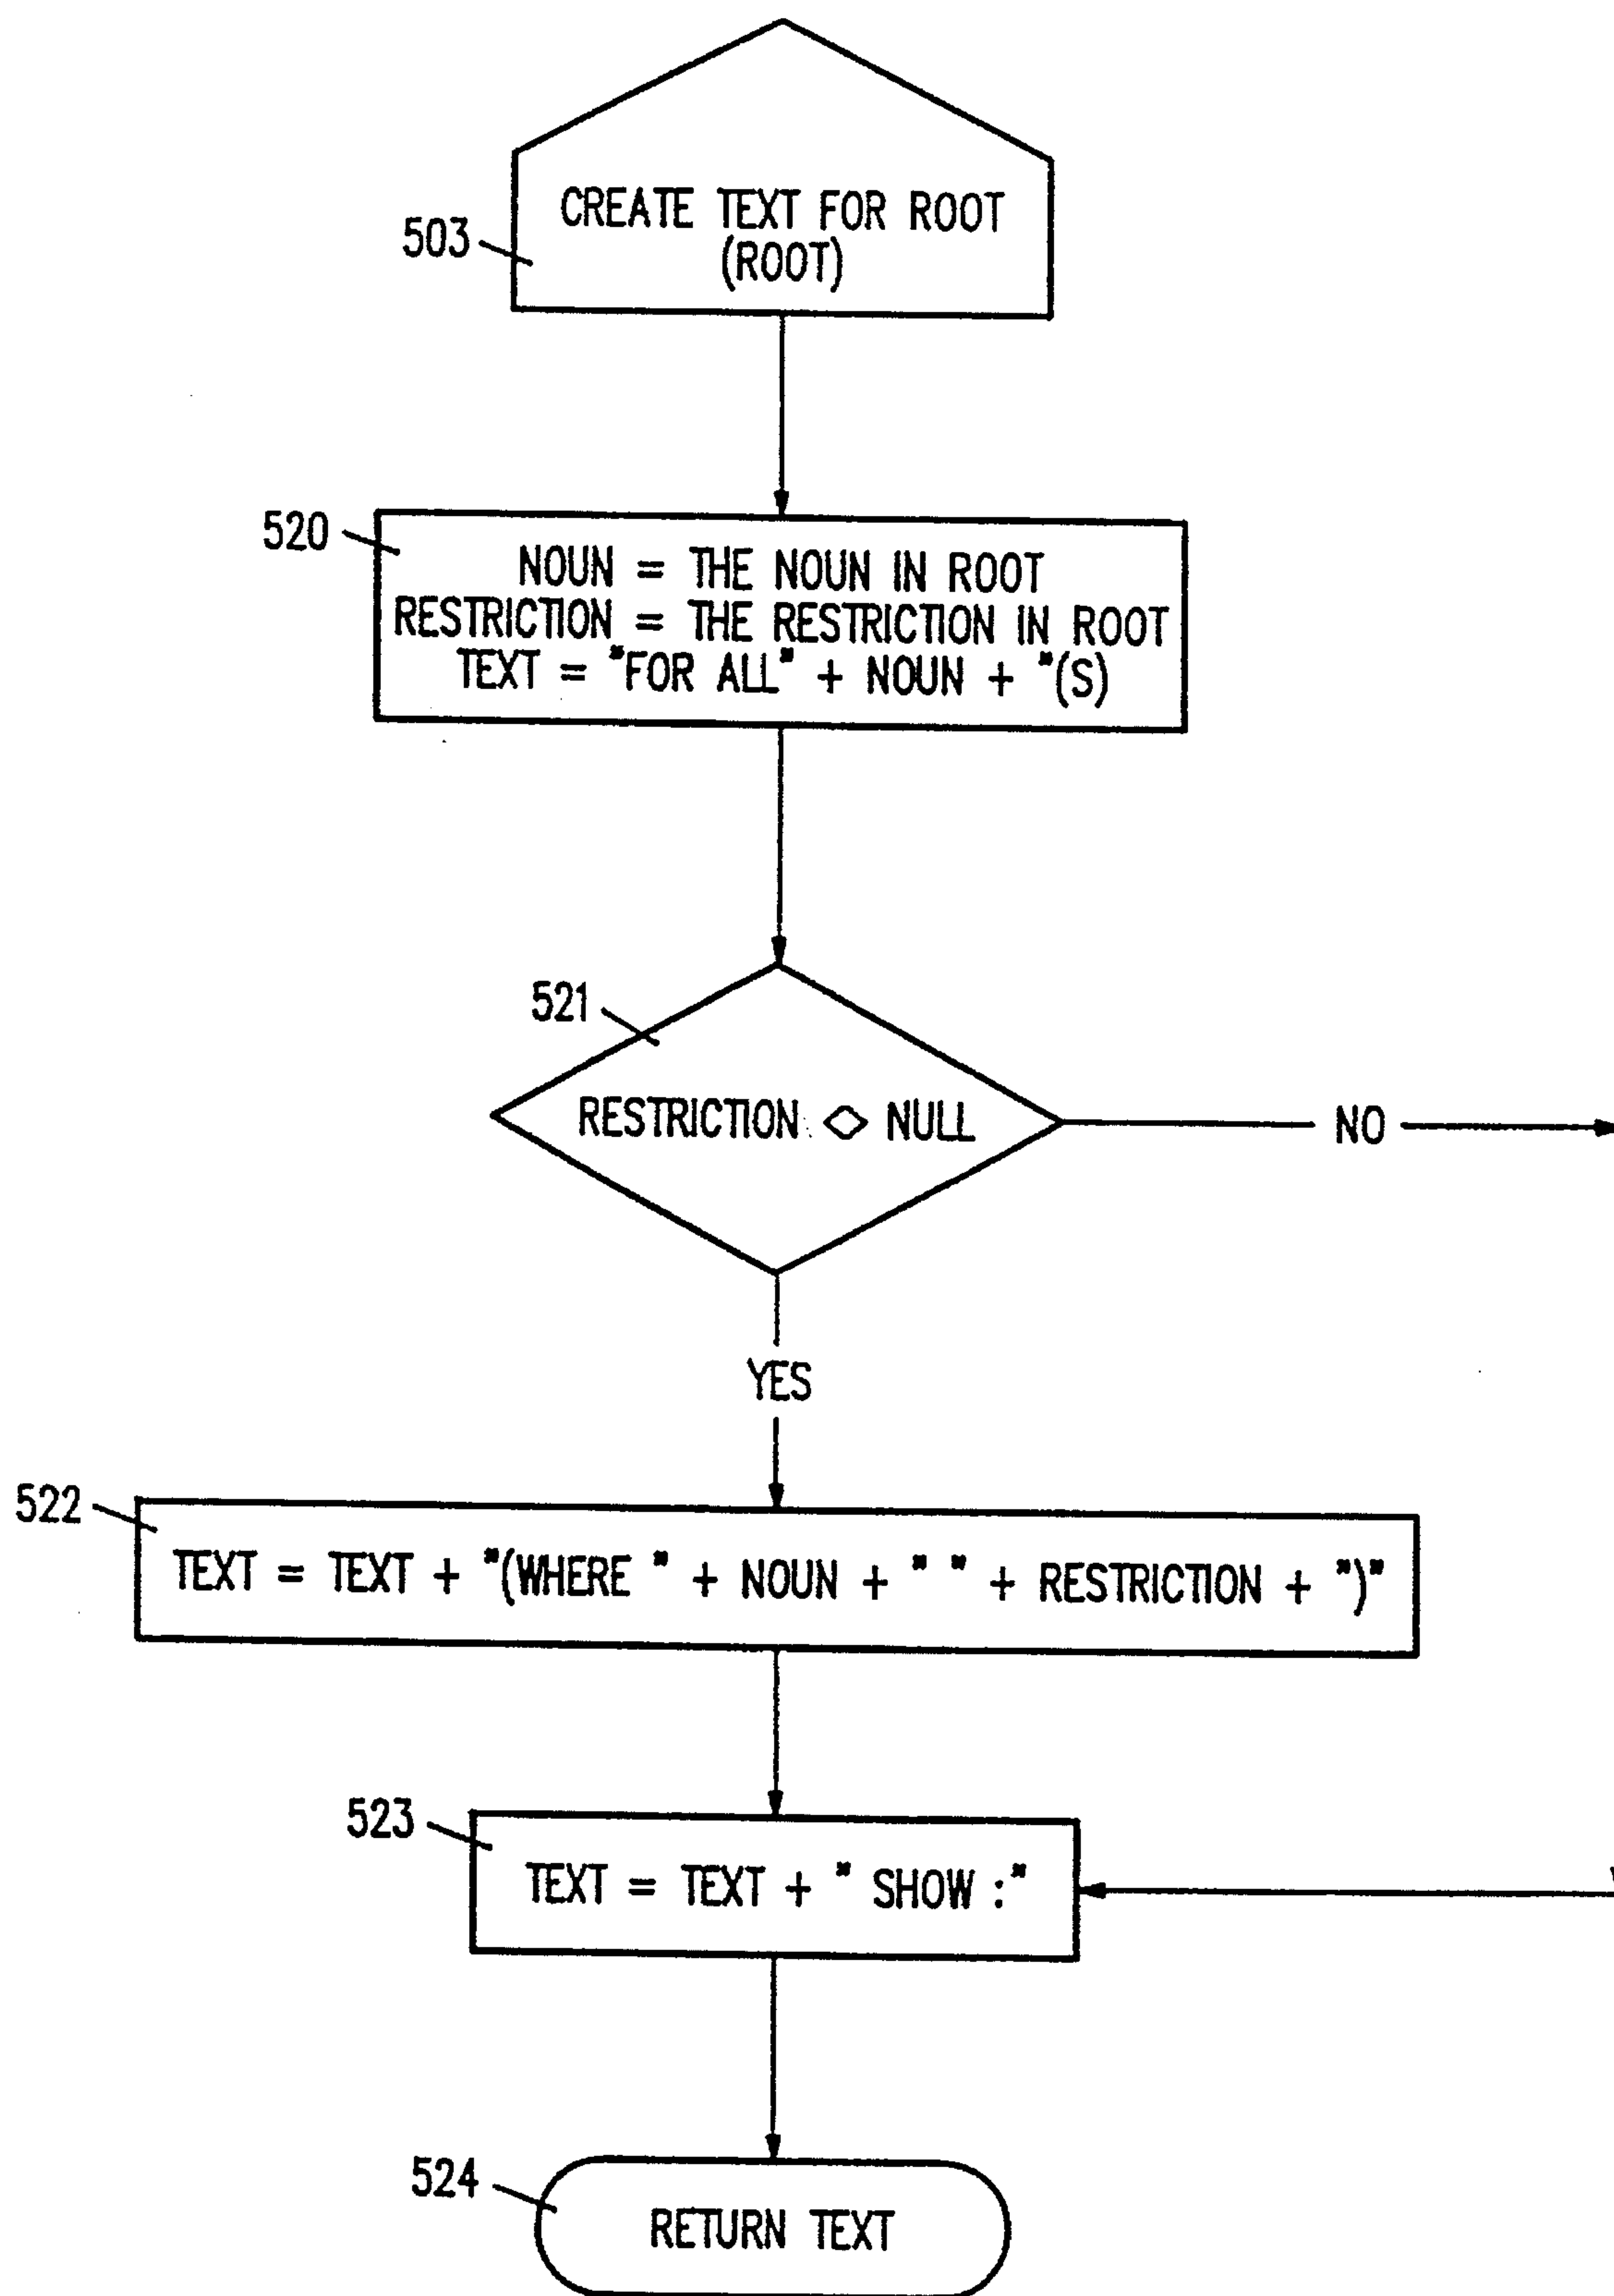 CREATE TEXT FOR ROOT
(ROOT)
503
520
NOUN = THE NOUN IN ROOT
RESTRICTION = THE RESTRICTION IN ROOT
TEXT = "FOR ALL" + NOUN + "(S)
521
RESTRICTION <> NULL
NO
YES
522
TEXT = TEXT + "(WHERE " + NOUN + " " + RESTRICTION + ")"
523
TEXT = TEXT + " SHOW :"
524
RETURN TEXT